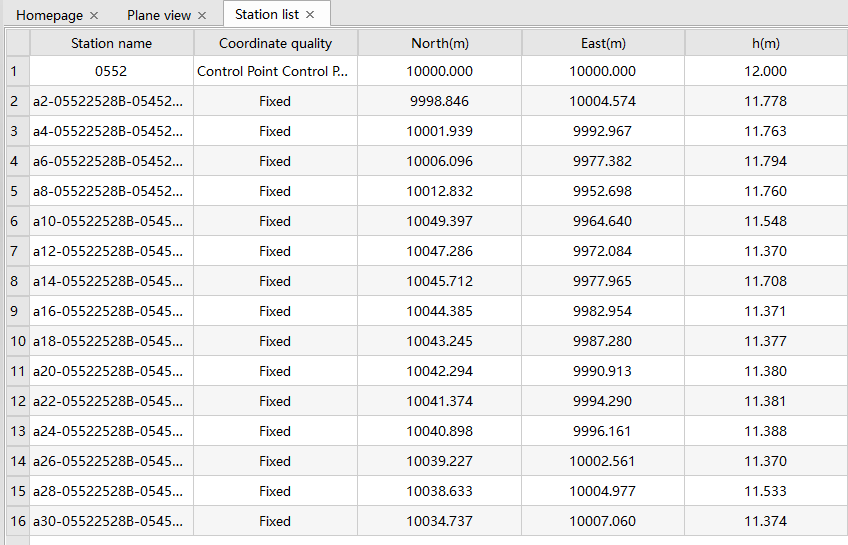 Homepage × Plane view × Station list ×
Station name Coordinate quality North(m) East(m) h(m)
1 0552 Control Point Control P... 10000.000 10000.000 12.000
2 a2-05522528B-05452... Fixed 9998.846 10004.574 11.778
3 a4-05522528B-05452... Fixed 10001.939 9992.967 11.763
4 a6-05522528B-05452... Fixed 10006.096 9977.382 11.794
5 a8-05522528B-05452... Fixed 10012.832 9952.698 11.760
6 a10-05522528B-0545... Fixed 10049.397 9964.640 11.548
7 a12-05522528B-0545... Fixed 10047.286 9972.084 11.370
8 a14-05522528B-0545... Fixed 10045.712 9977.965 11.708
9 a16-05522528B-0545... Fixed 10044.385 9982.954 11.371
10 a18-05522528B-0545... Fixed 10043.245 9987.280 11.377
11 a20-05522528B-0545... Fixed 10042.294 9990.913 11.380
12 a22-05522528B-0545... Fixed 10041.374 9994.290 11.381
13 a24-05522528B-0545... Fixed 10040.898 9996.161 11.388
14 a26-05522528B-0545... Fixed 10039.227 10002.561 11.370
15 a28-05522528B-0545... Fixed 10038.633 10004.977 11.533
16 a30-05522528B-0545... Fixed 10034.737 10007.060 11.374